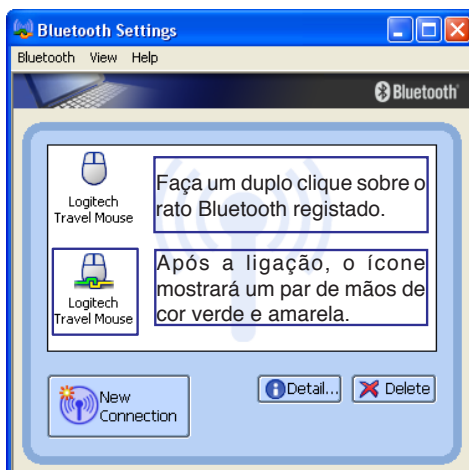 Bluetooth Settings
Bluetooth View Help
Bluetooth
Logitech
Travel Mouse
Faça um duplo clique sobre o
rato Bluetooth registado.
Logitech
Travel Mouse
Após a ligação, o ícone
mostrará um par de mãos de
cor verde e amarela.
New
Connection
Detail...
Delete